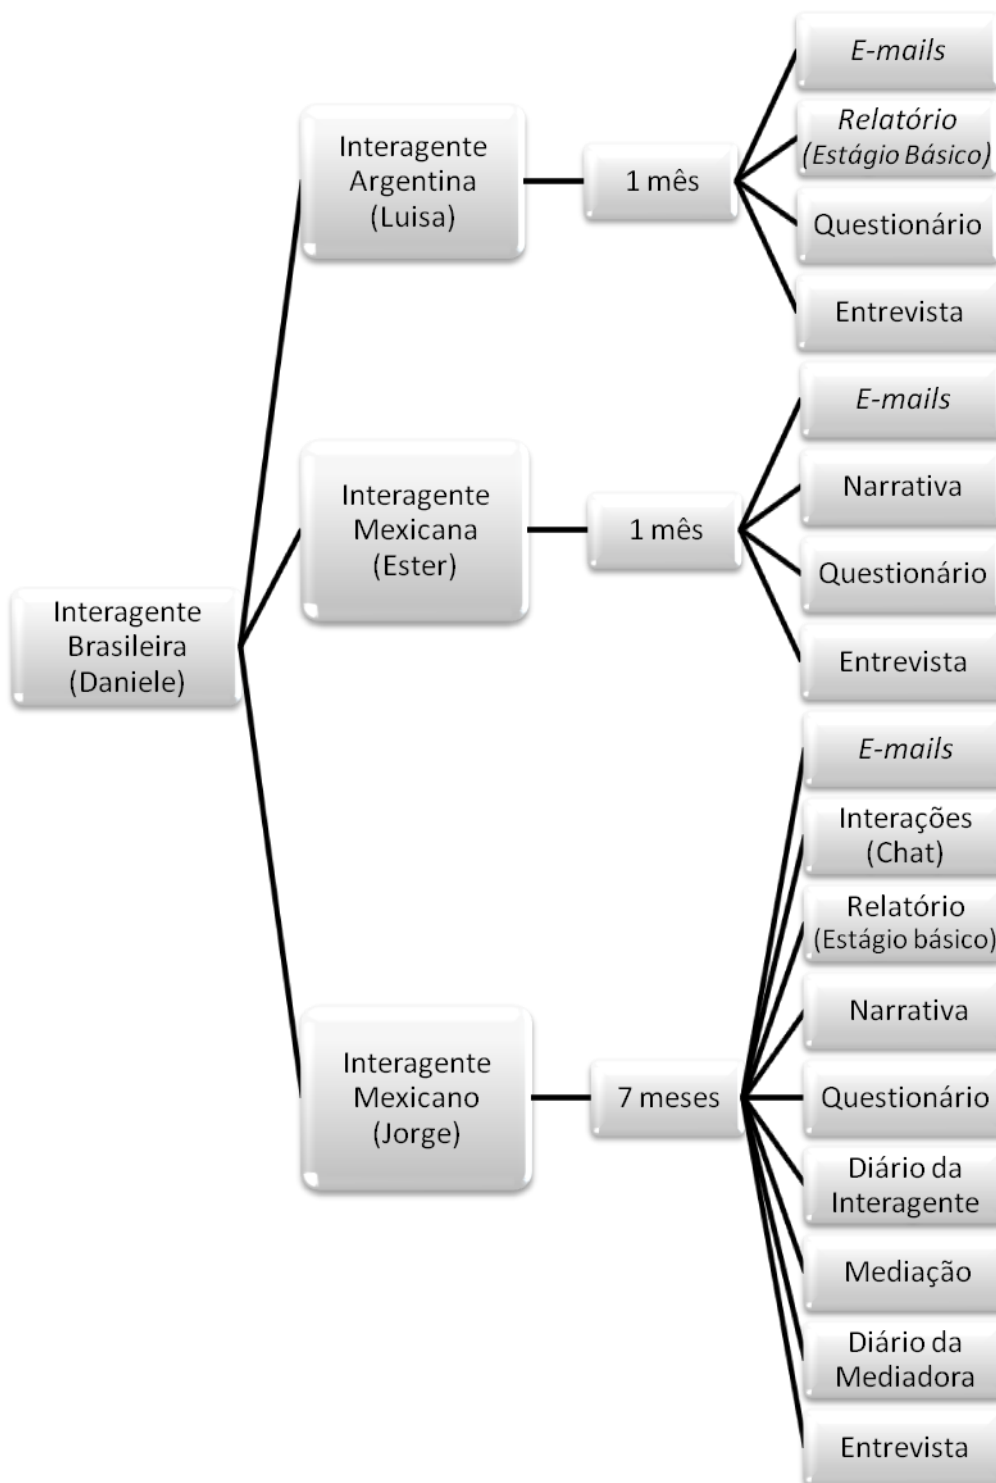 Interagente
Brasileira
(Daniele)
Interagente
Argentina
(Luisa)
1 mês
E-mails
Relatório
(Estágio Básico)
Questionário
Entrevista
Interagente
Mexicana
(Ester)
1 mês
E-mails
Narrativa
Questionário
Entrevista
Interagente
Mexicano
(Jorge)
7 meses
E-mails
Interações
(Chat)
Relatório
(Estágio básico)
Narrativa
Questionário
Diário da
Interagente
Mediação
Diário da
Mediadora
Entrevista